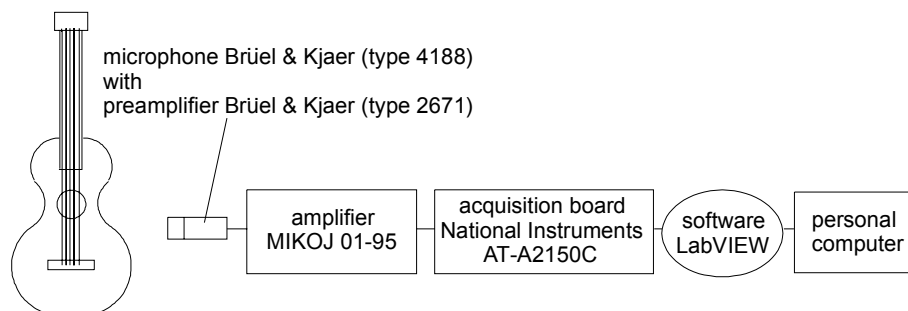 microphone Brüel & Kjaer (type 4188)
with
preamplifier Brüel & Kjaer (type 2671)
amplifier
MIKOJ 01-95
acquisition board
National Instruments
AT-A2150C
software
LabVIEW
personal
computer